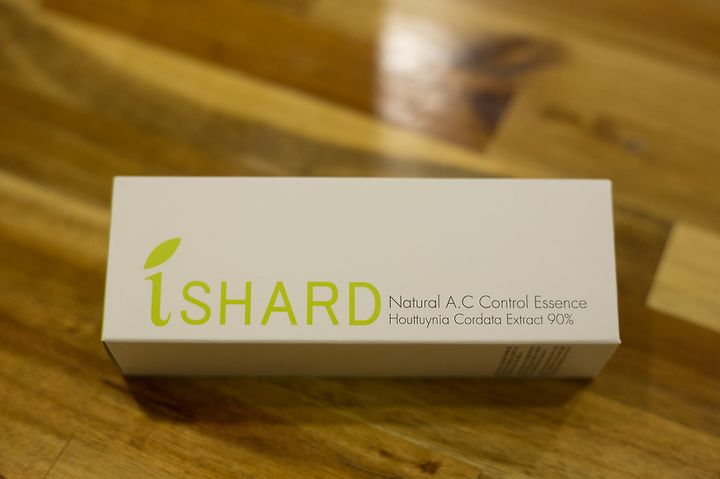 iSHARD
Natural A.C Control Essence
Houttuynia Cordata Extract 90%